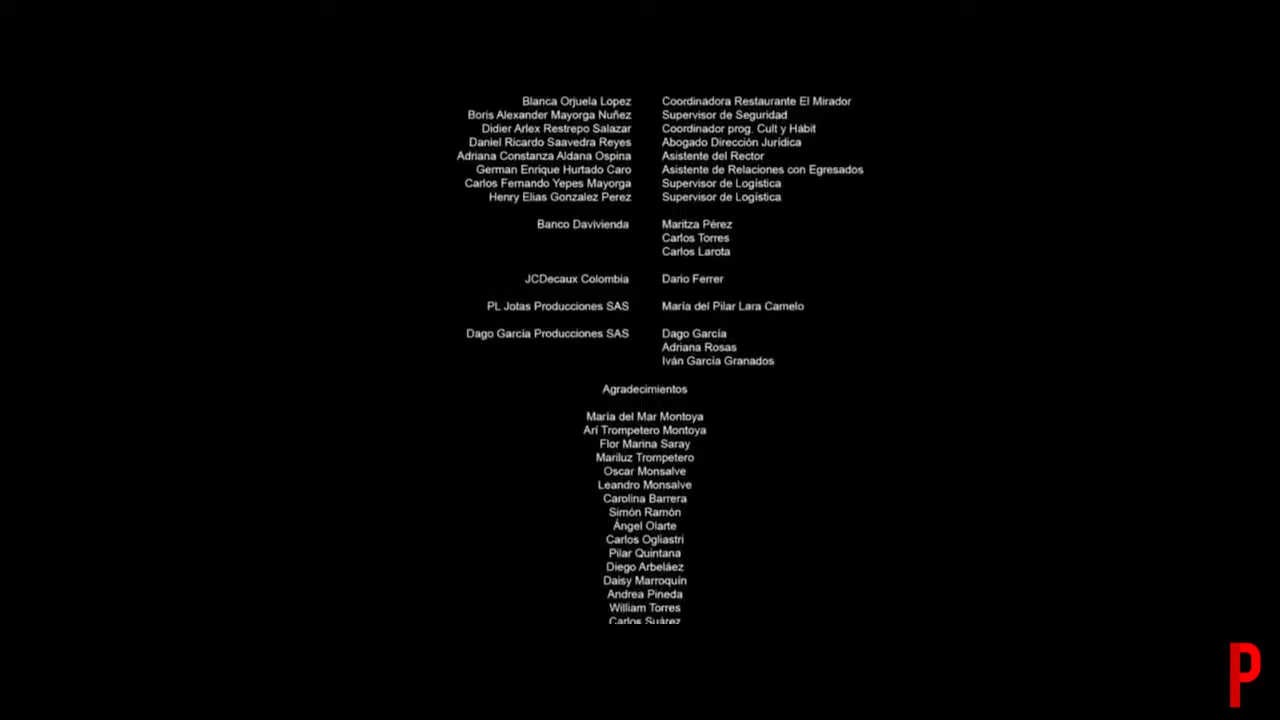 Blanca Orjuela Lopez Coordinadora Restaurante El Mirador
Boris Alexander Mayorga Nuñez Supervisor de Seguridad
Didier Arlex Restrepo Salazar Coordinador prog. Cult y Hábit
Daniel Ricardo Saavedra Reyes Abogado Dirección Jurídica
Adriana Constanza Aldana Ospina Asistente del Rector
German Enrique Hurtado Caro Asistente de Relaciones con Egresados
Carlos Fernando Yepes Mayorga Supervisor de Logística
Henry Elias Gonzalez Perez Supervisor de Logística
Banco Davivienda Maritza Pérez
Carlos Torres
Carlos Larota
JCDecaux Colombia Dario Ferrer
PL Jotas Producciones SAS María del Pilar Lara Camelo
Dago García Producciones SAS Dago García
Adriana Rosas
Iván García Granados
Agradecimientos
María del Mar Montoya
Arí Trompetero Montoya
Flor Marina Saray
Mariluz Trompetero
Oscar Monsalve
Leandro Monsalve
Carolina Barrera
Simón Ramón
Ángel Olarte
Carlos Ogliastri
Pilar Quintana
Diego Arbeláez
Daisy Marroquín
Andrea Pineda
William Torres
Carlos Suárez
P